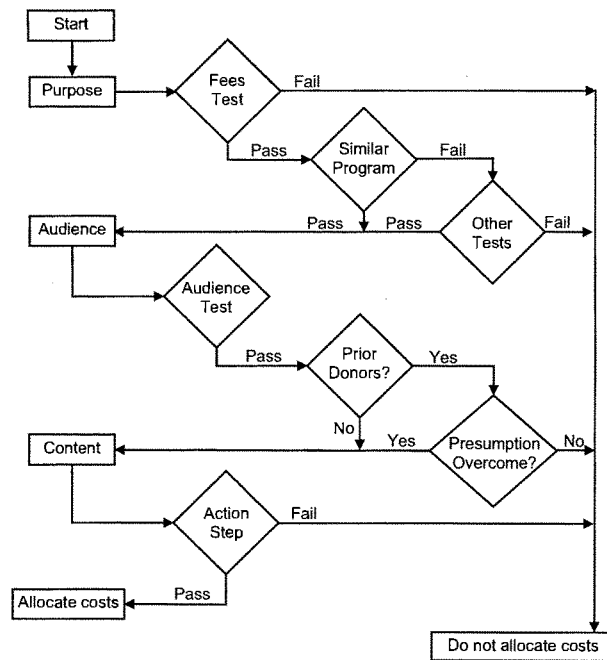 Start
Purpose
Fees
Test
Fail
Pass
Similar
Program
Fail
Audience
Pass
Pass
Other
Tests
Fail
Audience
Test
Pass
Prior
Donors?
Yes
No
Content
Yes
Presumption
Overcome?
No
Action
Step
Fail
Pass
Allocate costs
Do not allocate costs